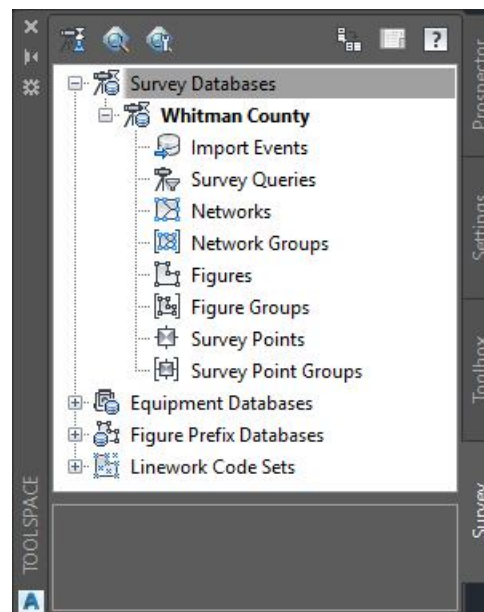 ?
Survey Databases
Whitman County
Import Events
Survey Queries
Networks
Network Groups
Figures
Figure Groups
Survey Points
Survey Point Groups
Equipment Databases
Figure Prefix Databases
Linework Code Sets
TOOLSPACE
A
Prospector
Settings
Toolbox
Survey